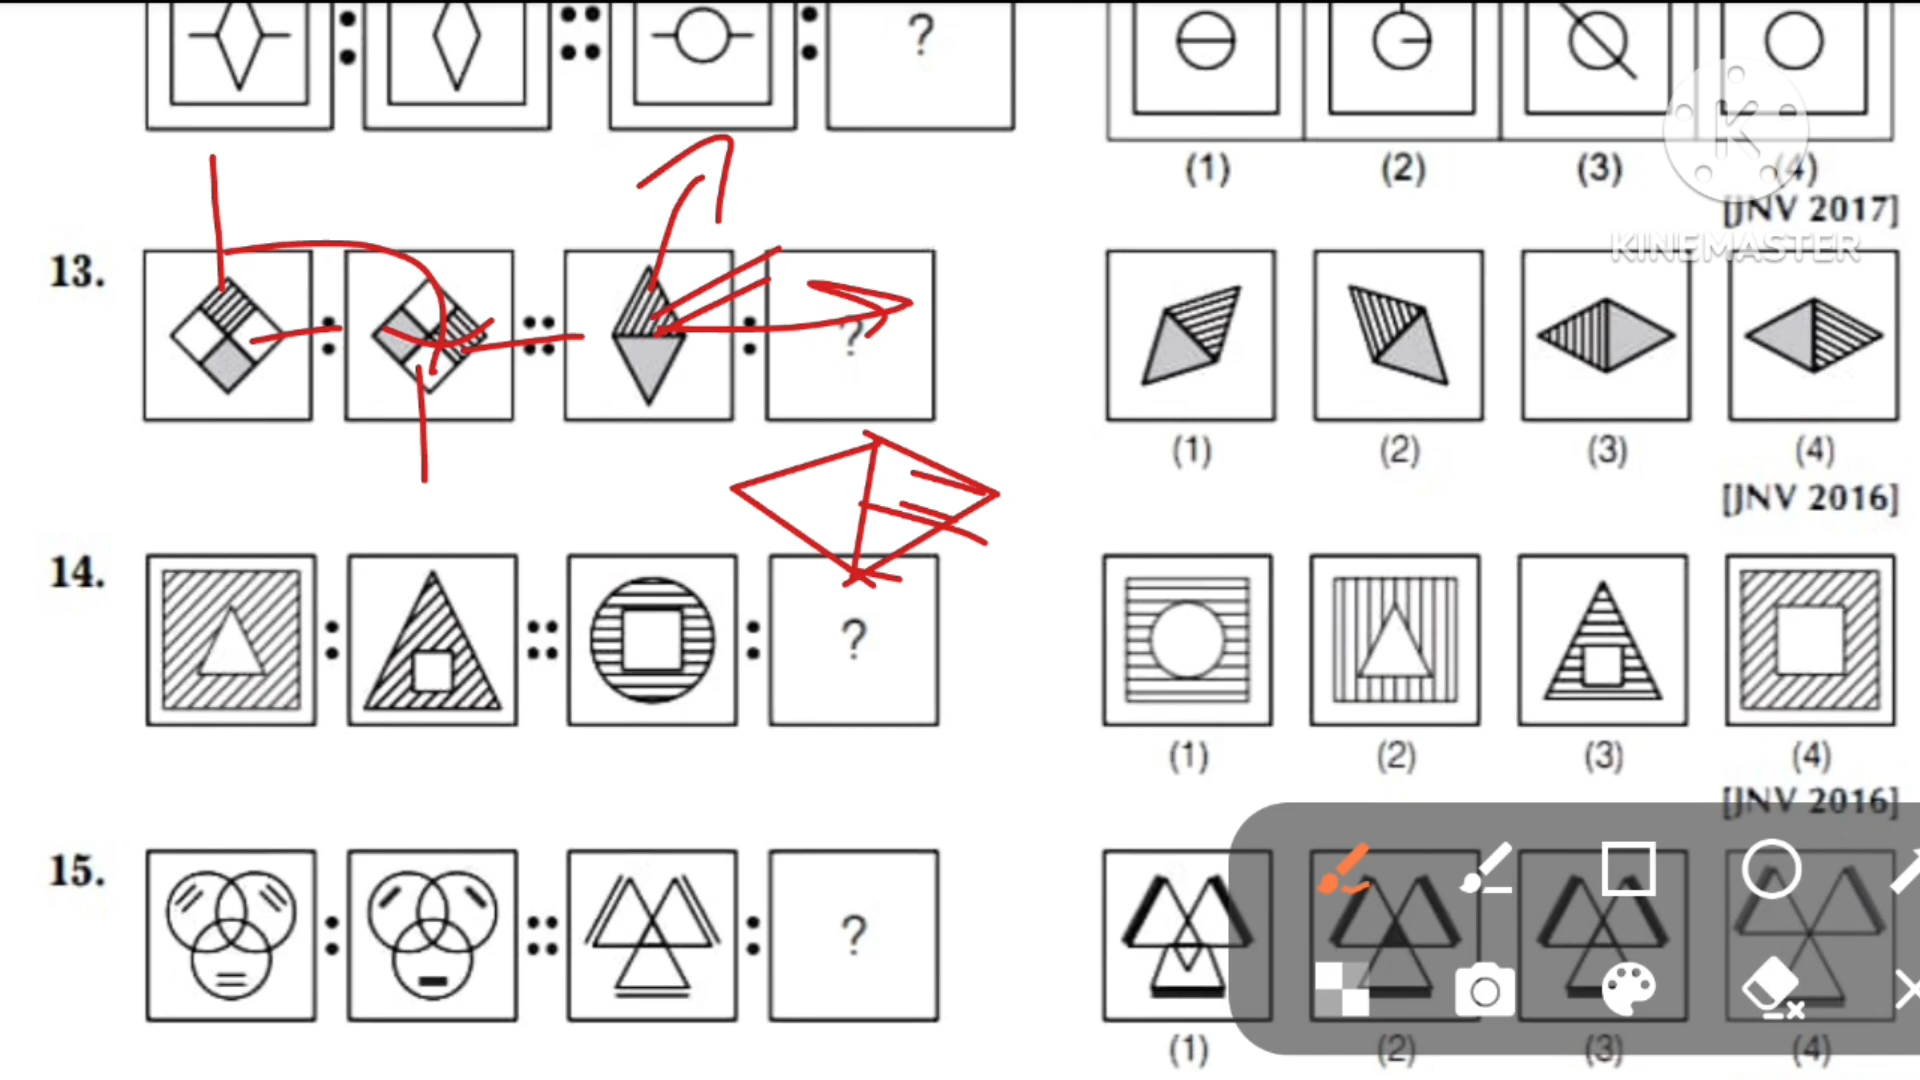 ?
(1) (2) (3) (4)
[JNV 2017]
K
KINEMASTER
13. ?
(1) (2) (3) (4)
[JNV 2016]
14. ?
(1) (2) (3) (4)
[JNV 2016]
15. ?
(1) (2) (3) (4)